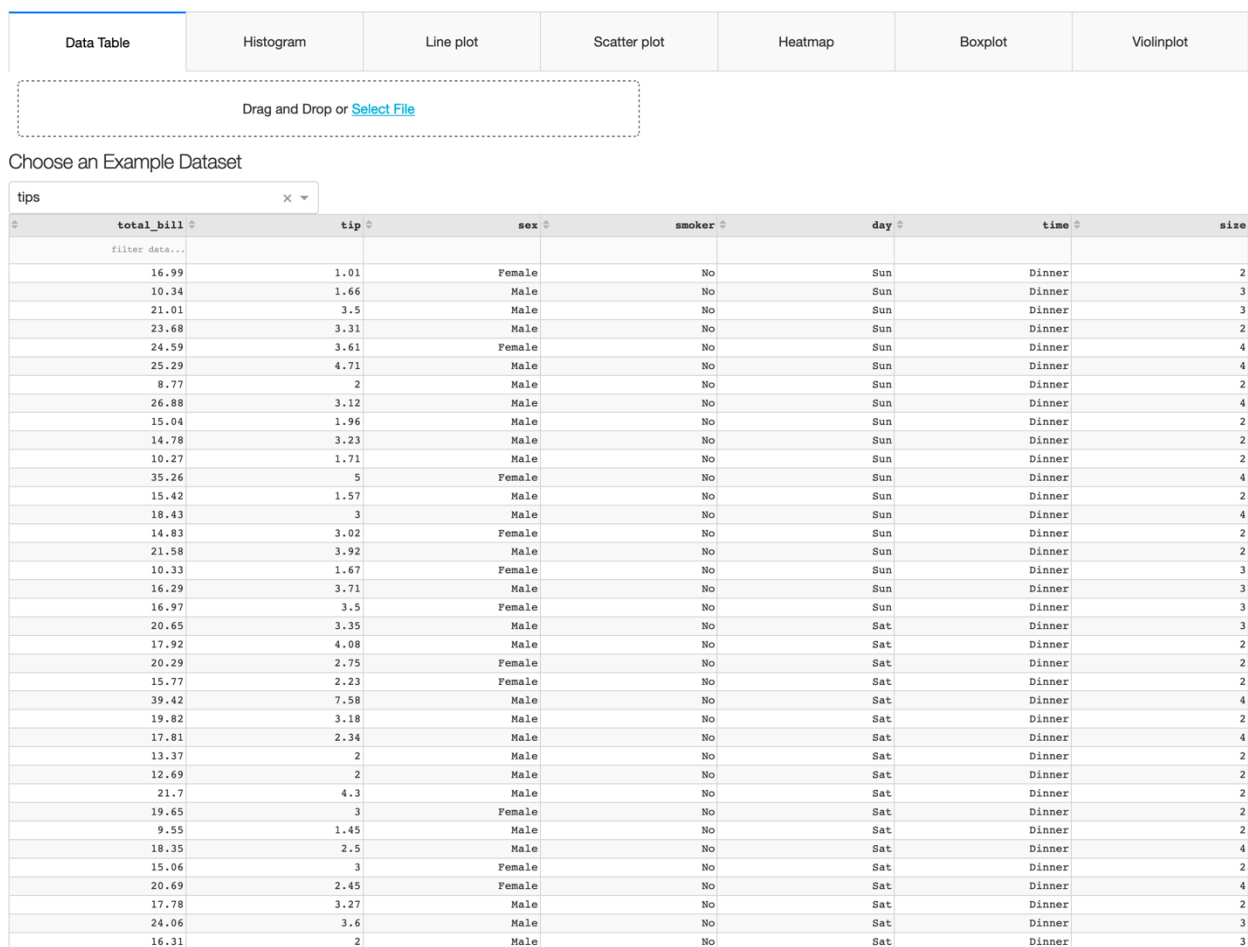 Data Table Histogram Line plot Scatter plot Heatmap Boxplot Violinplot
Drag and Drop or Select File
Choose an Example Dataset
tips
total_bill tip sex smoker day time size
filter data...
16.99 1.01 Female No Sun Dinner 2
10.34 1.66 Male No Sun Dinner 3
21.01 3.5 Male No Sun Dinner 3
23.68 3.31 Male No Sun Dinner 2
24.59 3.61 Female No Sun Dinner 4
25.29 4.71 Male No Sun Dinner 4
8.77 2 Male No Sun Dinner 2
26.88 3.12 Male No Sun Dinner 4
15.04 1.96 Male No Sun Dinner 2
14.78 3.23 Male No Sun Dinner 2
10.27 1.71 Male No Sun Dinner 2
35.26 5 Female No Sun Dinner 4
15.42 1.57 Male No Sun Dinner 2
18.43 3 Male No Sun Dinner 4
14.83 3.02 Female No Sun Dinner 2
21.58 3.92 Male No Sun Dinner 2
10.33 1.67 Female No Sun Dinner 3
16.29 3.71 Male No Sun Dinner 3
16.97 3.5 Female No Sun Dinner 3
20.65 3.35 Male No Sat Dinner 3
17.92 4.08 Male No Sat Dinner 2
20.29 2.75 Female No Sat Dinner 2
15.77 2.23 Female No Sat Dinner 2
39.42 7.58 Male No Sat Dinner 4
19.82 3.18 Male No Sat Dinner 2
17.81 2.34 Male No Sat Dinner 4
13.37 2 Male No Sat Dinner 2
12.69 2 Male No Sat Dinner 2
21.7 4.3 Male No Sat Dinner 2
19.65 3 Female No Sat Dinner 2
9.55 1.45 Male No Sat Dinner 2
18.35 2.5 Male No Sat Dinner 4
15.06 3 Female No Sat Dinner 2
20.69 2.45 Female No Sat Dinner 4
17.78 3.27 Male No Sat Dinner 2
24.06 3.6 Male No Sat Dinner 3
16.31 2 Male No Sat Dinner 3